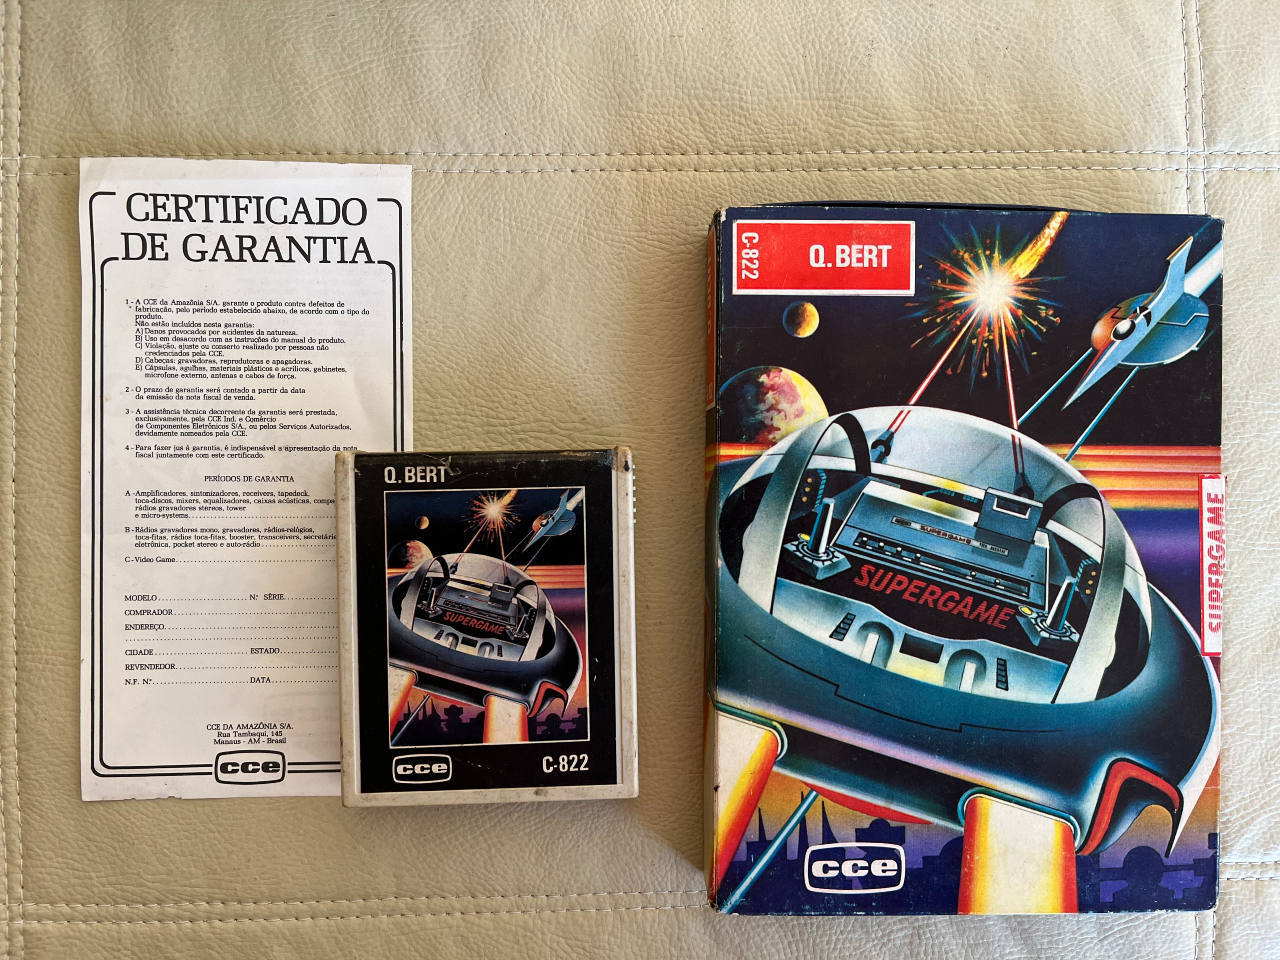 CERTIFICADO
DE GARANTIA
1 - A CCE da Amazônia S/A. garante o produto contra defeitos de
fabricação, pelo período estabelecido abaixo, de acordo com o tipo do
produto.
Não estão incluídos nesta garantia:
A) Danos provocados por acidentes da natureza.
B) Uso em desacordo com as instruções do manual do produto.
C) Violação, ajuste ou conserto realizado por pessoas não
credenciados pela CCE.
D) Cabeças: gravadoras, reprodutoras e apagadoras.
E) Cápsulas, agulhas, materiais plásticos e acrílicos, gabinetes,
microfone externo, antenas e cabos de força.
2 - O prazo de garantia será contado a partir da data
da emissão da nota fiscal de venda.
3 - A assistência técnica decorrente da garantia será prestada,
exclusivamente, pela CCE Ind. e Comércio
de Componentes Eletrônicos S/A., ou pelos Serviços Autorizados,
devidamente nomeados pela CCE.
4 - Para fazer jus á garantia, é indispensável a apresentação da nota
fiscal juntamente com este certificado.
PERÍODOS DE GARANTIA
A -Amplificadores, sintonizadores, receivers, tapedeck,
toca-discos, mixers, equalizadores, caixas acústicas, compa
rádios gravadores stereos, tower
e micro-systems
B -Rádios gravadores mono, gravadores, rádios-relógios,
toca-fitas, rádios toca-fitas, booster, transceivers, secretária
eletrônica, pocket stereo e auto-rádio
C - Video Game
MODELO N.º SÉRIE
COMPRADOR
ENDEREÇO
CIDADE ESTADO
REVENDEDOR
N.F. N.º DATA
CCE DA AMAZÔNIA S/A.
Rua Tambaqui, 145
Manaus - AM - Brasil
cce
Q.BERT
SUPERGAME
cce
C-822
C-822
Q.BERT
SUPERGAME
SUPERGAME
SUPERGAME
cce